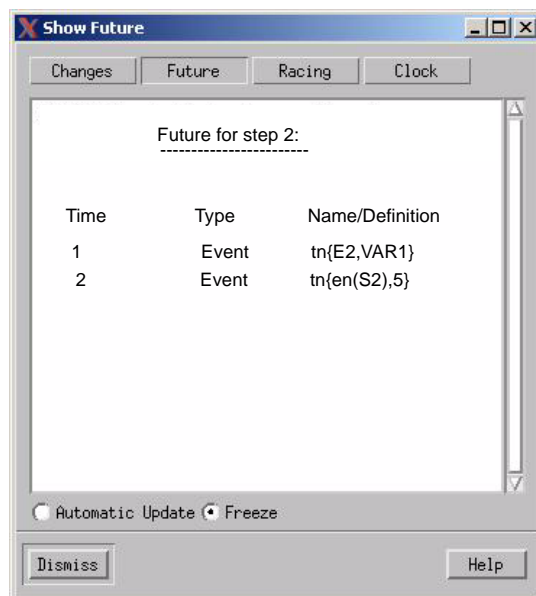 Show Future
Changes Future Racing Clock
Future for step 2:
------------------------
Time Type Name/Definition
1 Event tn{E2,VAR1}
2 Event tn{en(S2),5}
Automatic Update Freeze
Dismiss Help